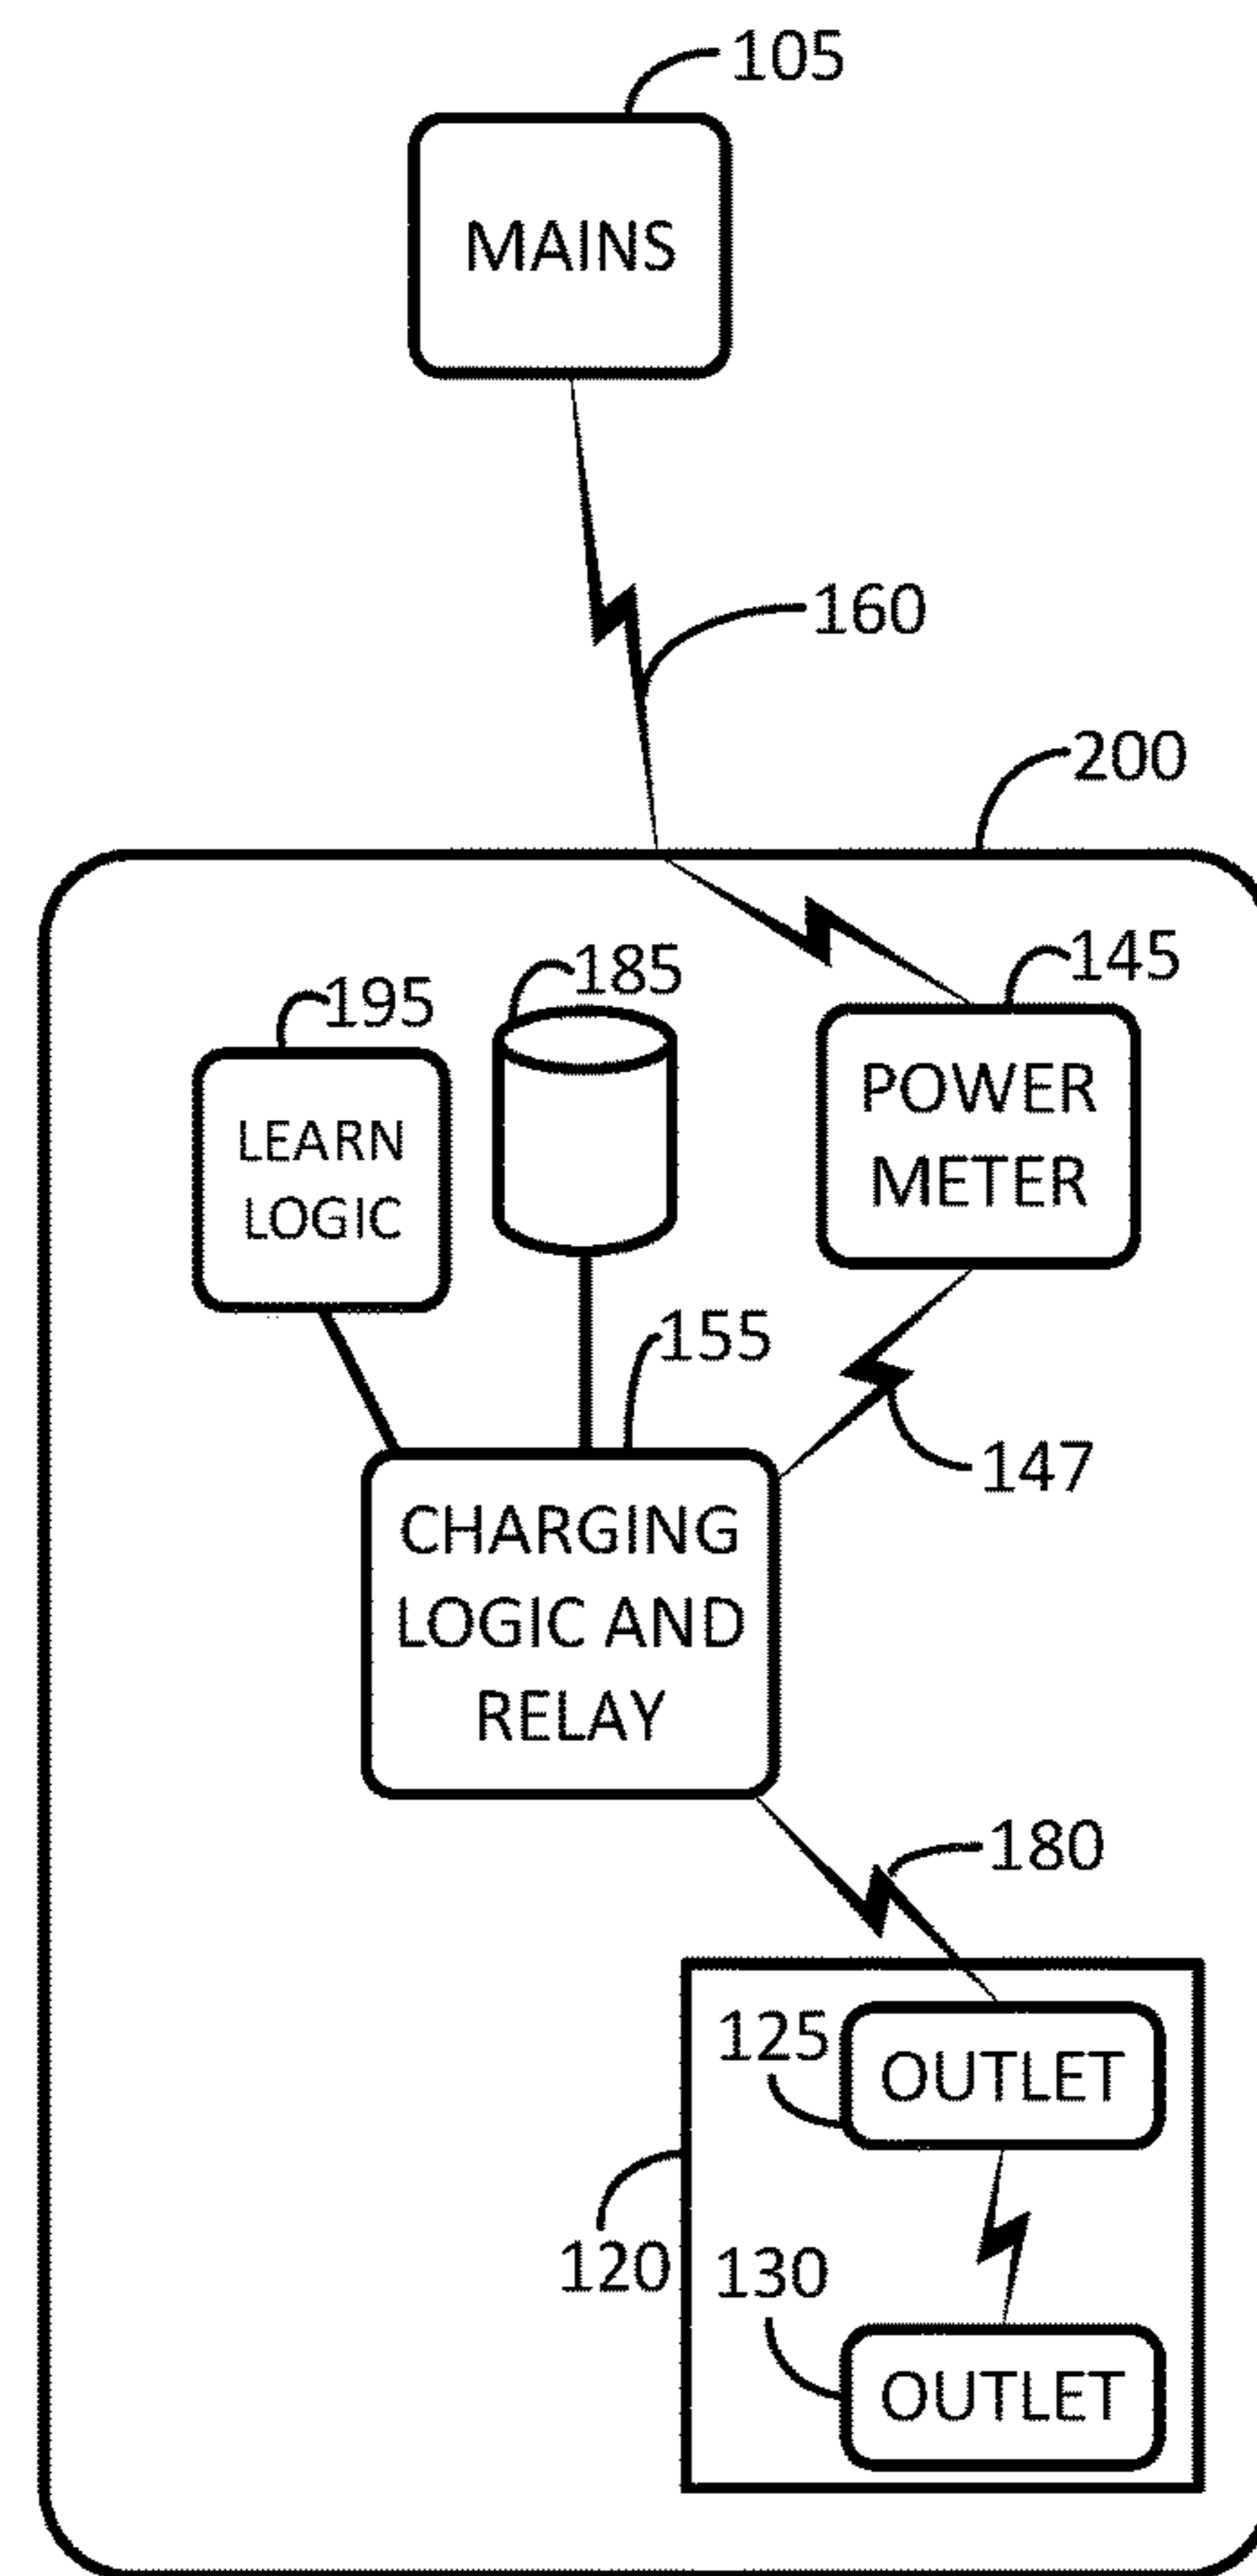 105
MAINS
160
200
185
145
195
POWER
METER
LEARN
LOGIC
155
147
CHARGING
LOGIC AND
RELAY
180
125
OUTLET
120
130
OUTLET